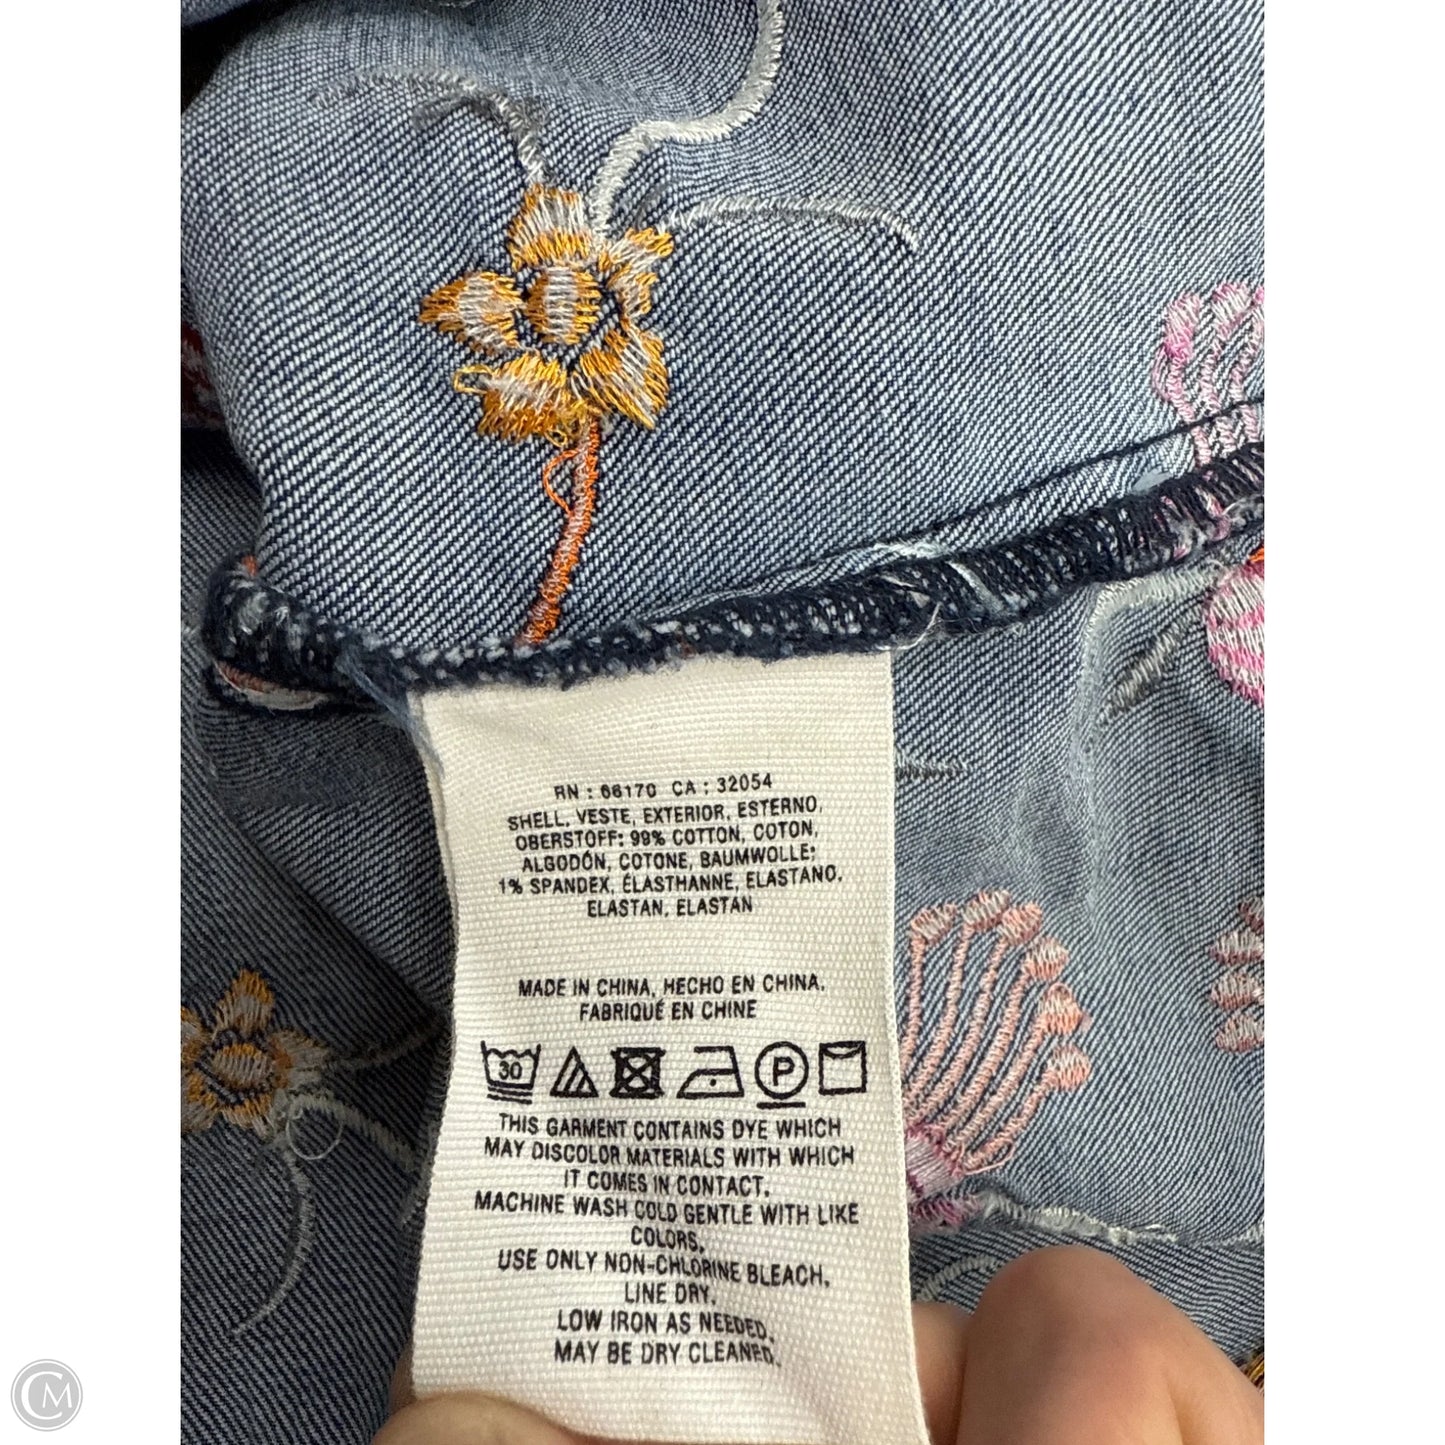 RN : 66170 CA : 32054
SHELL, VESTE, EXTERIOR, ESTERNO,
OBERSTOFF: 99% COTTON, COTON,
ALGODÓN, COTONE, BAUMWOLLE;
1% SPANDEX, ÉLASTHANNE, ELASTANO,
ELASTAN, ELASTAN
MADE IN CHINA, HECHO EN CHINA,
FABRIQUÉ EN CHINE
30 P
THIS GARMENT CONTAINS DYE WHICH
MAY DISCOLOR MATERIALS WITH WHICH
IT COMES IN CONTACT.
MACHINE WASH COLD GENTLE WITH LIKE
COLORS.
USE ONLY NON-CHLORINE BLEACH.
LINE DRY.
LOW IRON AS NEEDED.
MAY BE DRY CLEANED.
CM